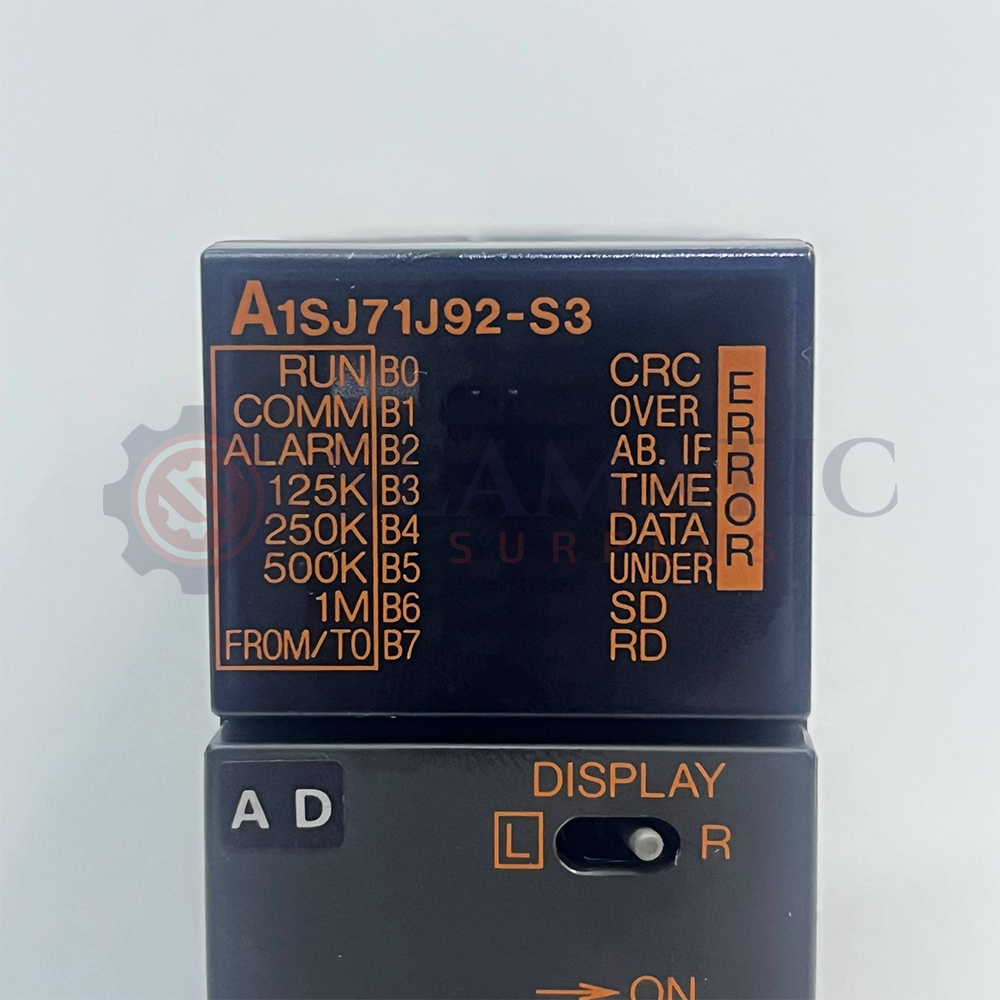 A1SJ71J92-S3
RUN B0 CRC
COMM B1 OVER
ALARM B2 AB. IF
125K B3 TIME
250K B4 DATA
500K B5 UNDER
1M B6 SD
FROM/TO B7 RD
ERROR
A D
DISPLAY
L R
→ ON
SURPLUS